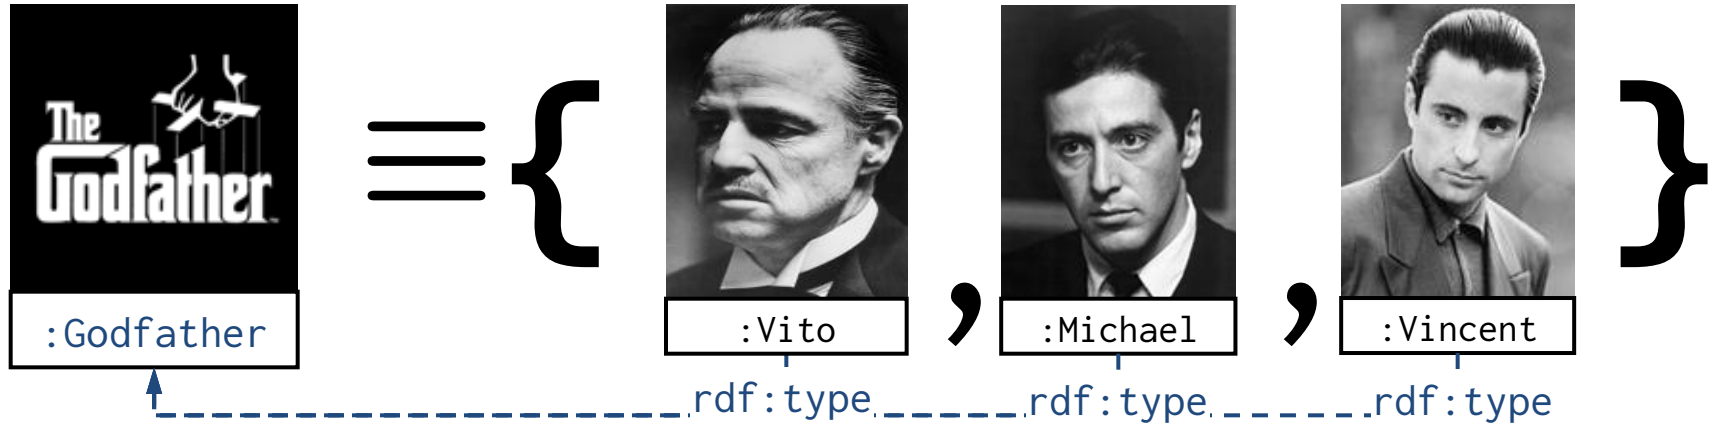 The
Godfather
≡ { , , }
:Godfather
:Vito
:Michael
:Vincent
rdf:type
rdf:type
rdf:type